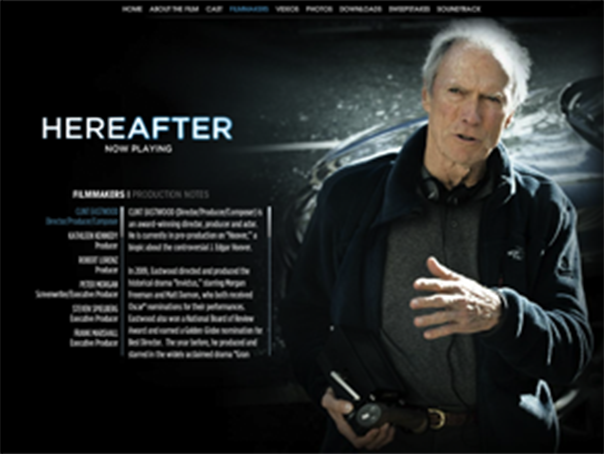 HOME ABOUT THE FILM CAST FILMMAKERS VIDEOS PHOTOS DOWNLOADS SWEEPSTAKES SOUNDTRACK
HEREAFTER
NOW PLAYING
FILMMAKERS | PRODUCTION NOTES
CLINT EASTWOOD
Director/Producer/Composer
KATHLEEN KENNEDY
Producer
ROBERT LORENZ
Producer
PETER MORGAN
Screenwriter/Executive Producer
STEVEN SPIELBERG
Executive Producer
FRANK MARSHALL
Executive Producer
CLINT EASTWOOD (Director/Producer/Composer) is
an award-winning director, producer and actor.
He is currently in pre-production on "Hoover," a
biopic about the controversial J. Edgar Hoover.
In 2009, Eastwood directed and produced the
historical drama "Invictus," starring Morgan
Freeman and Matt Damon, who both received
Oscar® nominations for their performances.
Eastwood also won a National Board of Review
Award and earned a Golden Globe nomination for
Best Director. The year before, he produced and
starred in the widely acclaimed drama "Gran